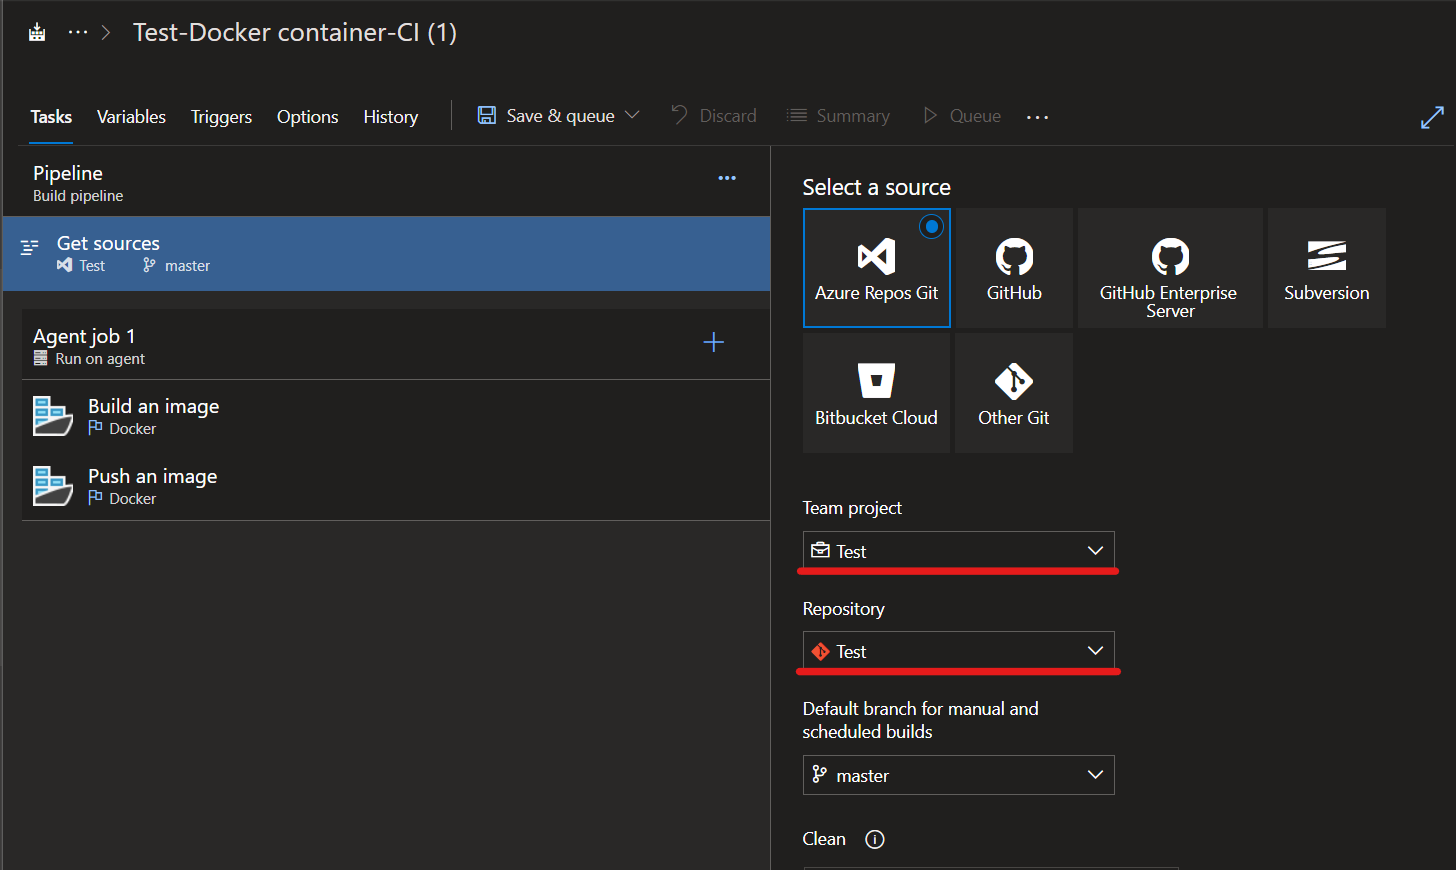 Test-Docker container-CI (1)
Tasks Variables Triggers Options History Save & queue Discard Summary Queue
Pipeline
Build pipeline
Get sources
Test master
Agent job 1
Run on agent
Build an image
Docker
Push an image
Docker
Select a source
Azure Repos Git
GitHub
GitHub Enterprise
Server
Subversion
Bitbucket Cloud
Other Git
Team project
Test
Repository
Test
Default branch for manual and
scheduled builds
master
Clean